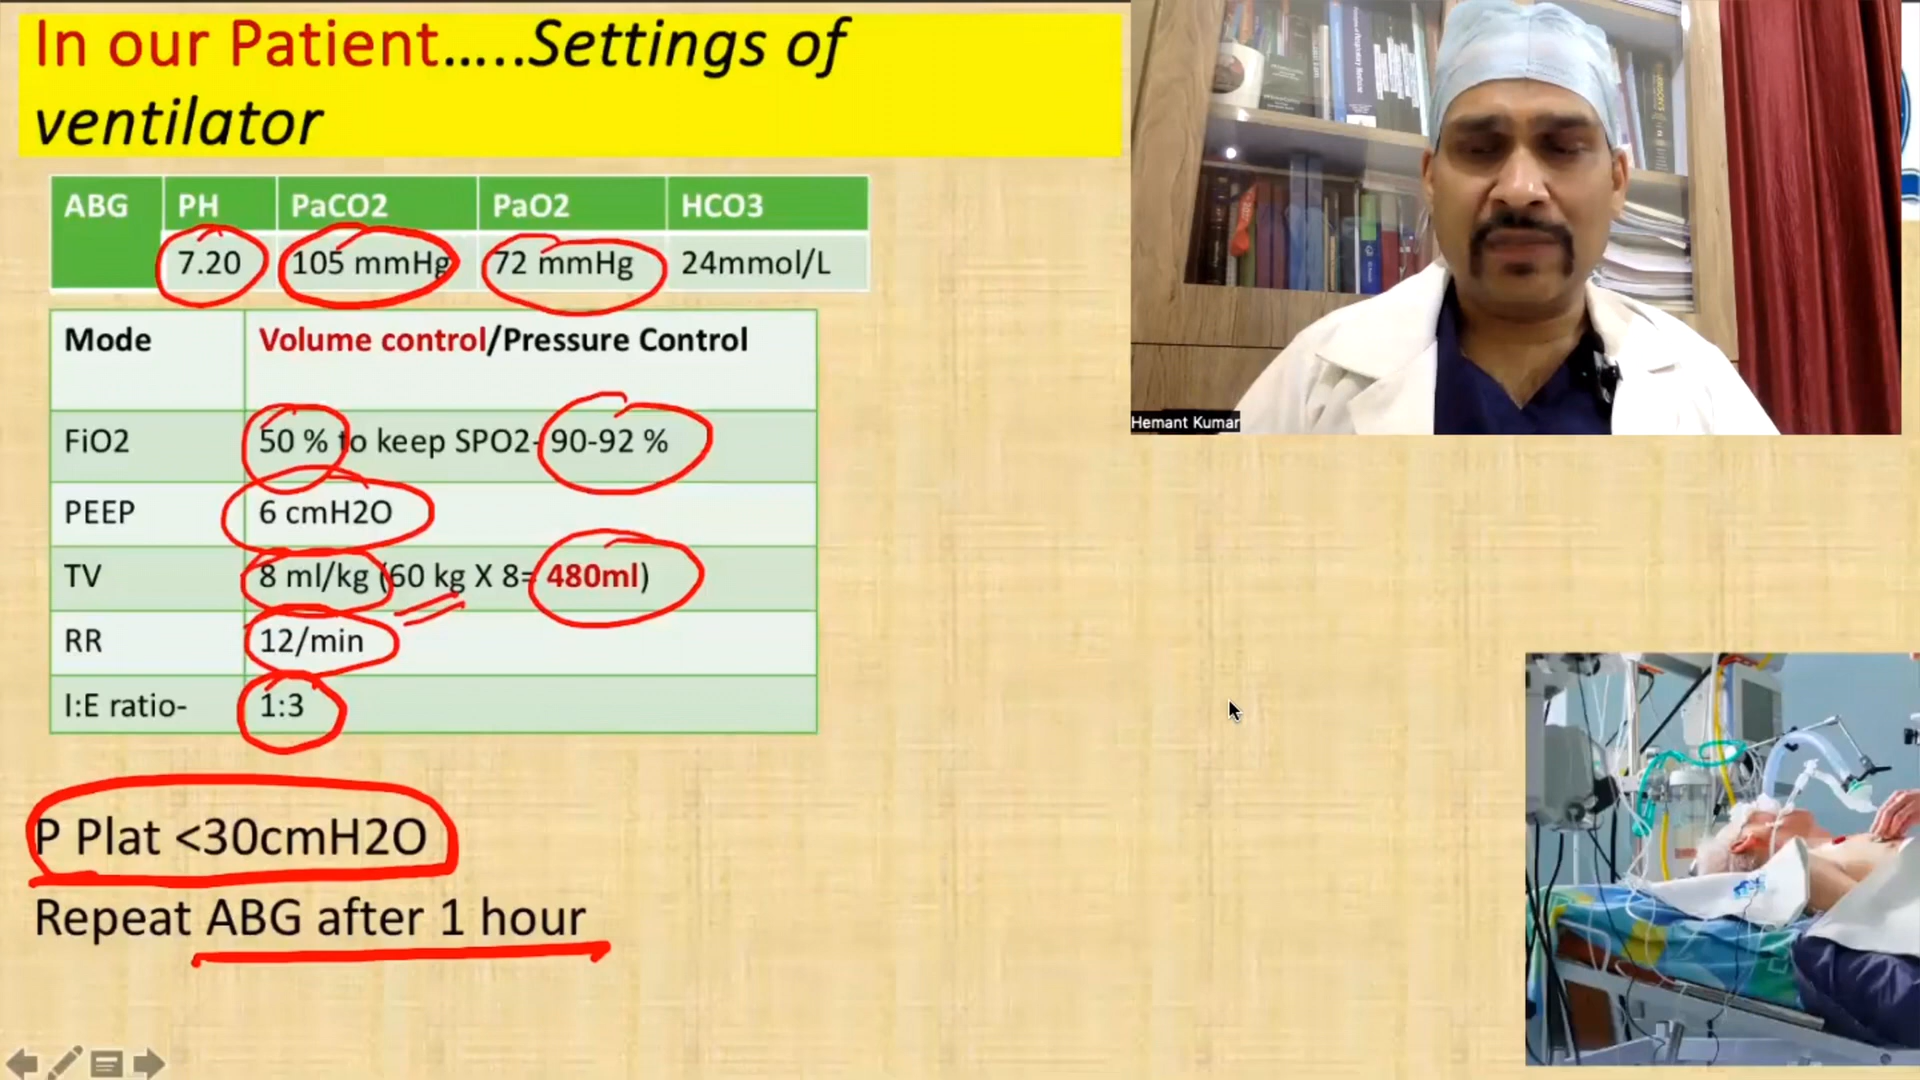 In our Patient.....Settings of
ventilator
ABG PH PaCO2 PaO2 HCO3
7.20 105 mmHg 72 mmHg 24mmol/L
Mode Volume control/Pressure Control
FiO2 50 % to keep SPO2- 90-92 %
PEEP 6 cmH2O
TV 8 ml/kg (60 kg X 8= 480ml)
RR 12/min
I:E ratio- 1:3
P Plat <30cmH2O
Repeat ABG after 1 hour
Hemant Kumar